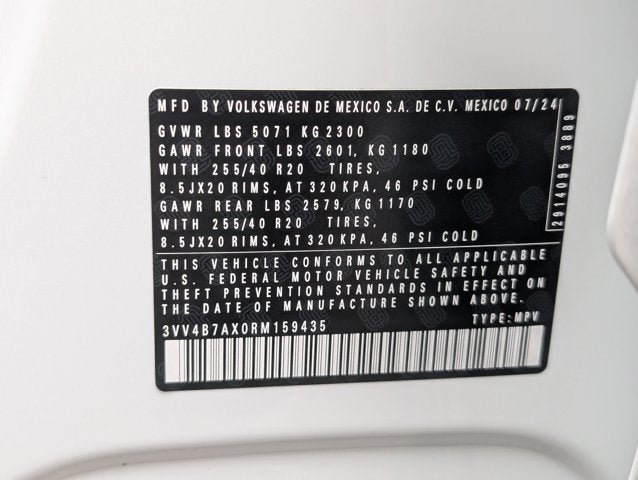 MFD BY VOLKSWAGEN DE MEXICO S.A. DE C.V. MEXICO 07/24
GVWR LBS 5071 KG 2300
GAWR FRONT LBS 2601, KG 1180
WITH 255/40 R20 TIRES,
8.5JX20 RIMS, AT 320 KPA, 46 PSI COLD
GAWR REAR LBS 2579, KG 1170
WITH 255/40 R20 TIRES,
8.5JX20 RIMS, AT 320 KPA, 46 PSI COLD
2914095 3889
THIS VEHICLE CONFORMS TO ALL APPLICABLE
U.S. FEDERAL MOTOR VEHICLE SAFETY AND
THEFT PREVENTION STANDARDS IN EFFECT ON
THE DATE OF MANUFACTURE SHOWN ABOVE.
3VV4B7AX0RM159435 TYPE: MPV